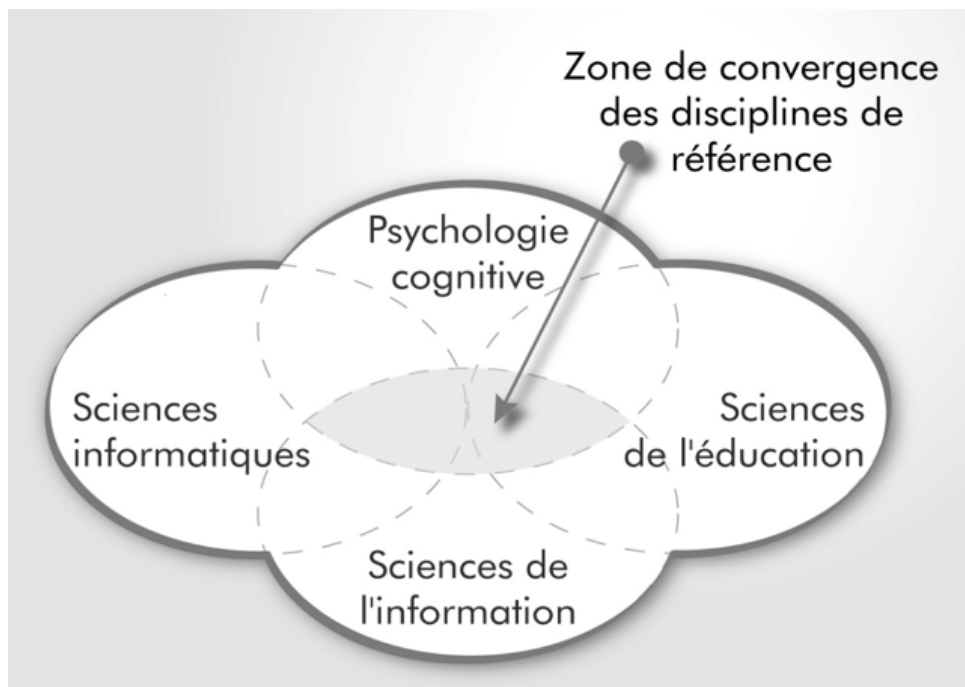 Zone de convergence
des disciplines de
référence
Psychologie
cognitive
Sciences
informatiques
Sciences
de l'éducation
Sciences de
l'information